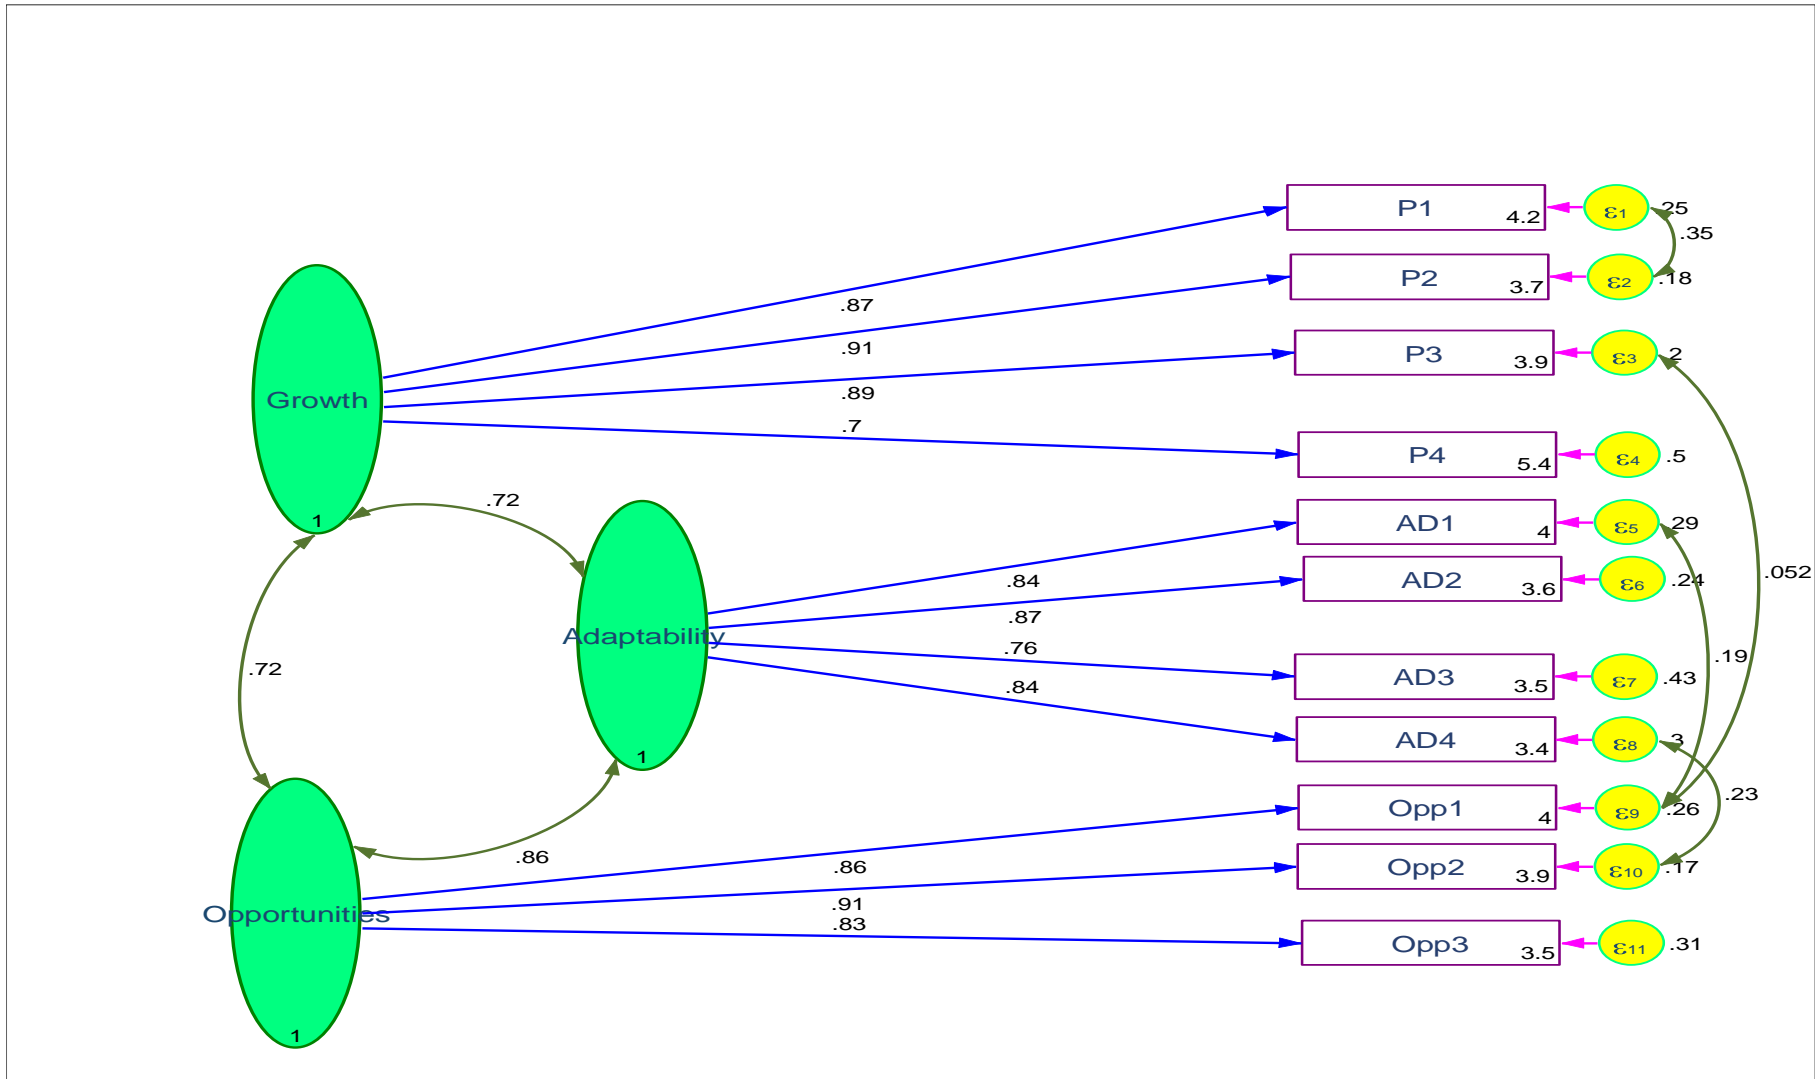 P1 4.2 ε1 .25
.35
P2 3.7 ε2 .18
.87
.91
P3 3.9 ε3 .2
.89
Growth
.7
P4 5.4 ε4 .5
1
.72
AD1 4 ε5 .29
.84
AD2 3.6 ε6 .24
.052
.87
Adaptability
.76
.19
.72
AD3 3.5 ε7 .43
.84
AD4 3.4 ε8 .3
1
.23
Opp1 4 ε9 .26
.86
.86
Opp2 3.9 ε10 .17
.91
Opportunities
.83
Opp3 3.5 ε11 .31
1